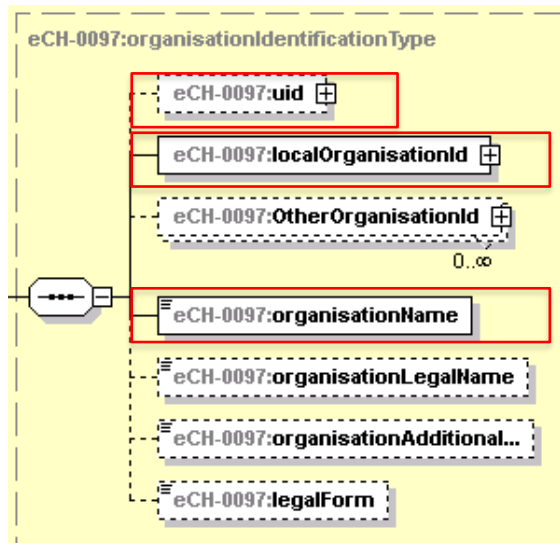 eCH-0097:organisationIdentificationType
eCH-0097:uid
eCH-0097:localOrganisationId
eCH-0097:OtherOrganisationId
0..∞
eCH-0097:organisationName
eCH-0097:organisationLegalName
eCH-0097:organisationAdditional...
eCH-0097:legalForm